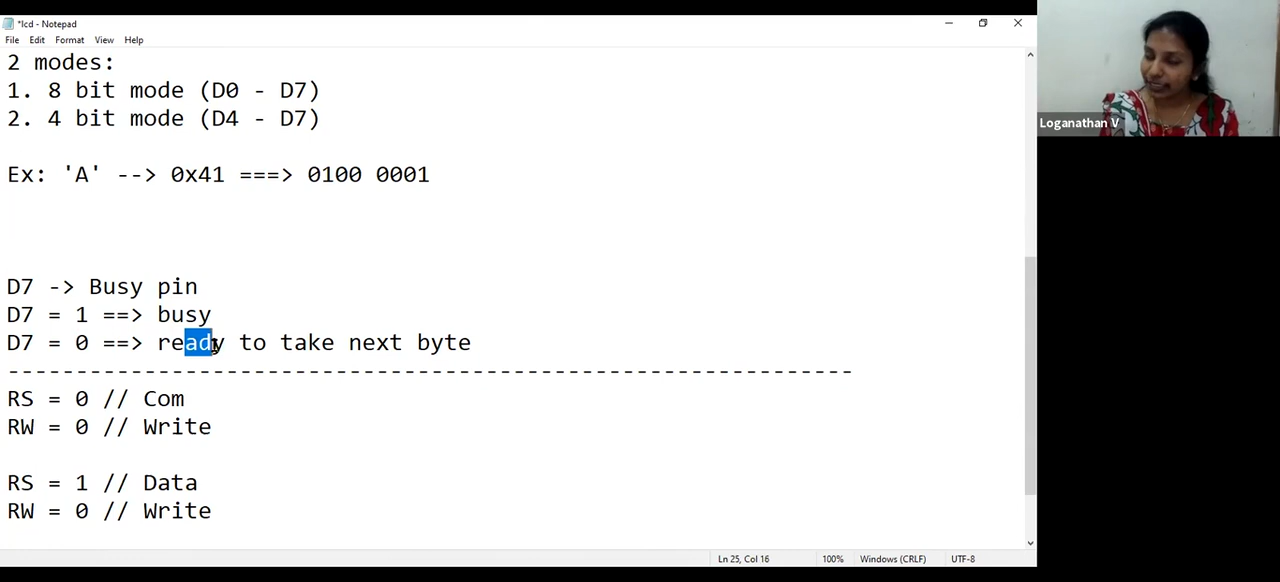 *lcd - Notepad
File Edit Format View Help
2 modes:
1. 8 bit mode (D0 - D7)
2. 4 bit mode (D4 - D7)
Ex: 'A' --> 0x41 ===> 0100 0001
D7 -> Busy pin
D7 = 1 ==> busy
D7 = 0 ==> ready to take next byte
--------------------------------------------------------------
RS = 0 // Com
RW = 0 // Write
RS = 1 // Data
RW = 0 // Write
Ln 25, Col 16 100% Windows (CRLF) UTF-8
Loganathan V